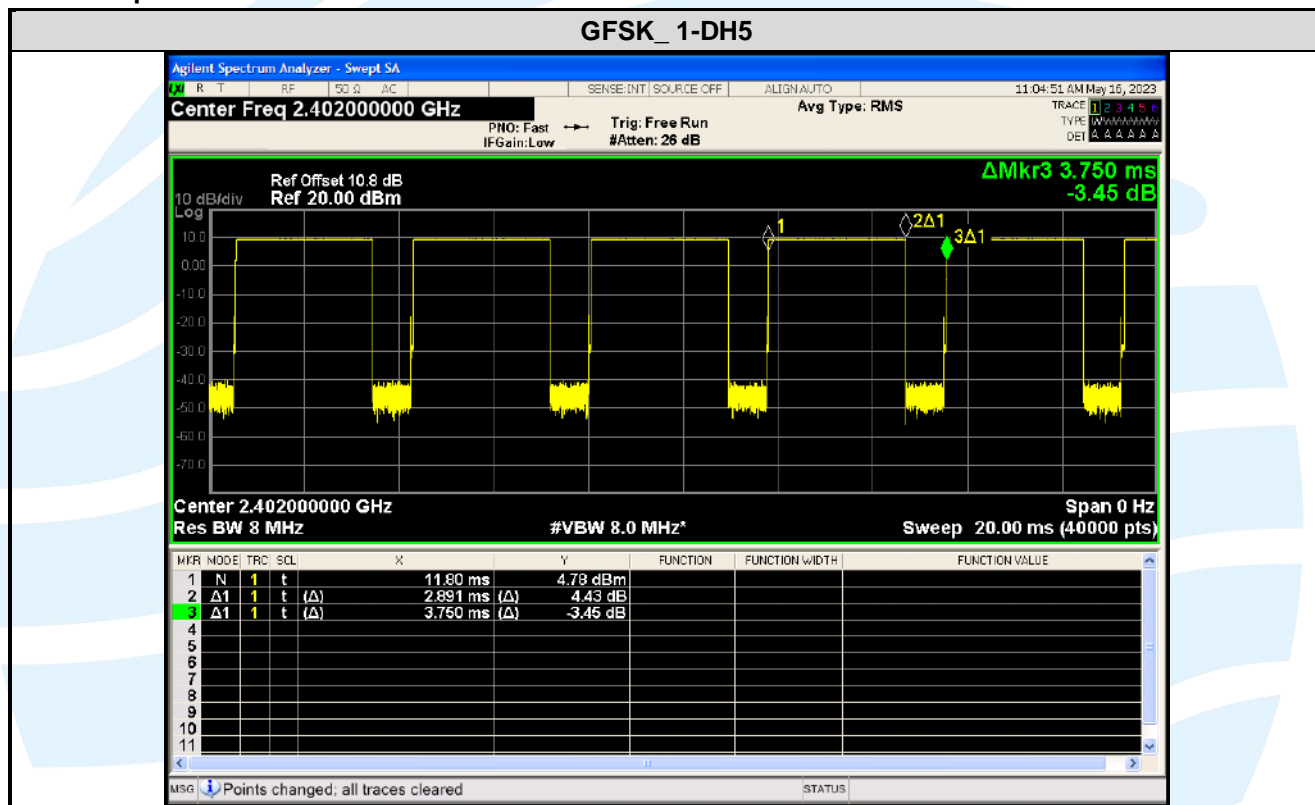 GFSK_ 1-DH5
Agilent Spectrum Analyzer - Swept SA
R T RF 50 Ω AC SENSE:INT SOURCE OFF ALIGN AUTO 11:04:51 AM May 16, 2023
Center Freq 2.402000000 GHz Avg Type: RMS TRACE 1 2 3 4 5 6
PNO: Fast Trig: Free Run TYPE
IFGain:Low #Atten: 26 dB DET A A A A A A
ΔMkr3 3.750 ms
Ref Offset 10.8 dB
10 dB/div Ref 20.00 dBm -3.45 dB
Log
10.0
0.00
-10.0
-20.0
-30.0
-40.0
-50.0
-60.0
-70.0
1
2Δ1
3Δ1
Center 2.402000000 GHz Span 0 Hz
Res BW 8 MHz #VBW 8.0 MHz* Sweep 20.00 ms (40000 pts)
MKR MODE TRC SCL X Y FUNCTION FUNCTION WIDTH FUNCTION VALUE
1 N 1 t 11.80 ms 4.78 dBm
2 Δ1 1 t (Δ) 2.891 ms (Δ) 4.43 dB
3 Δ1 1 t (Δ) 3.750 ms (Δ) -3.45 dB
4
5
6
7
8
9
10
11
MSG Points changed; all traces cleared STATUS